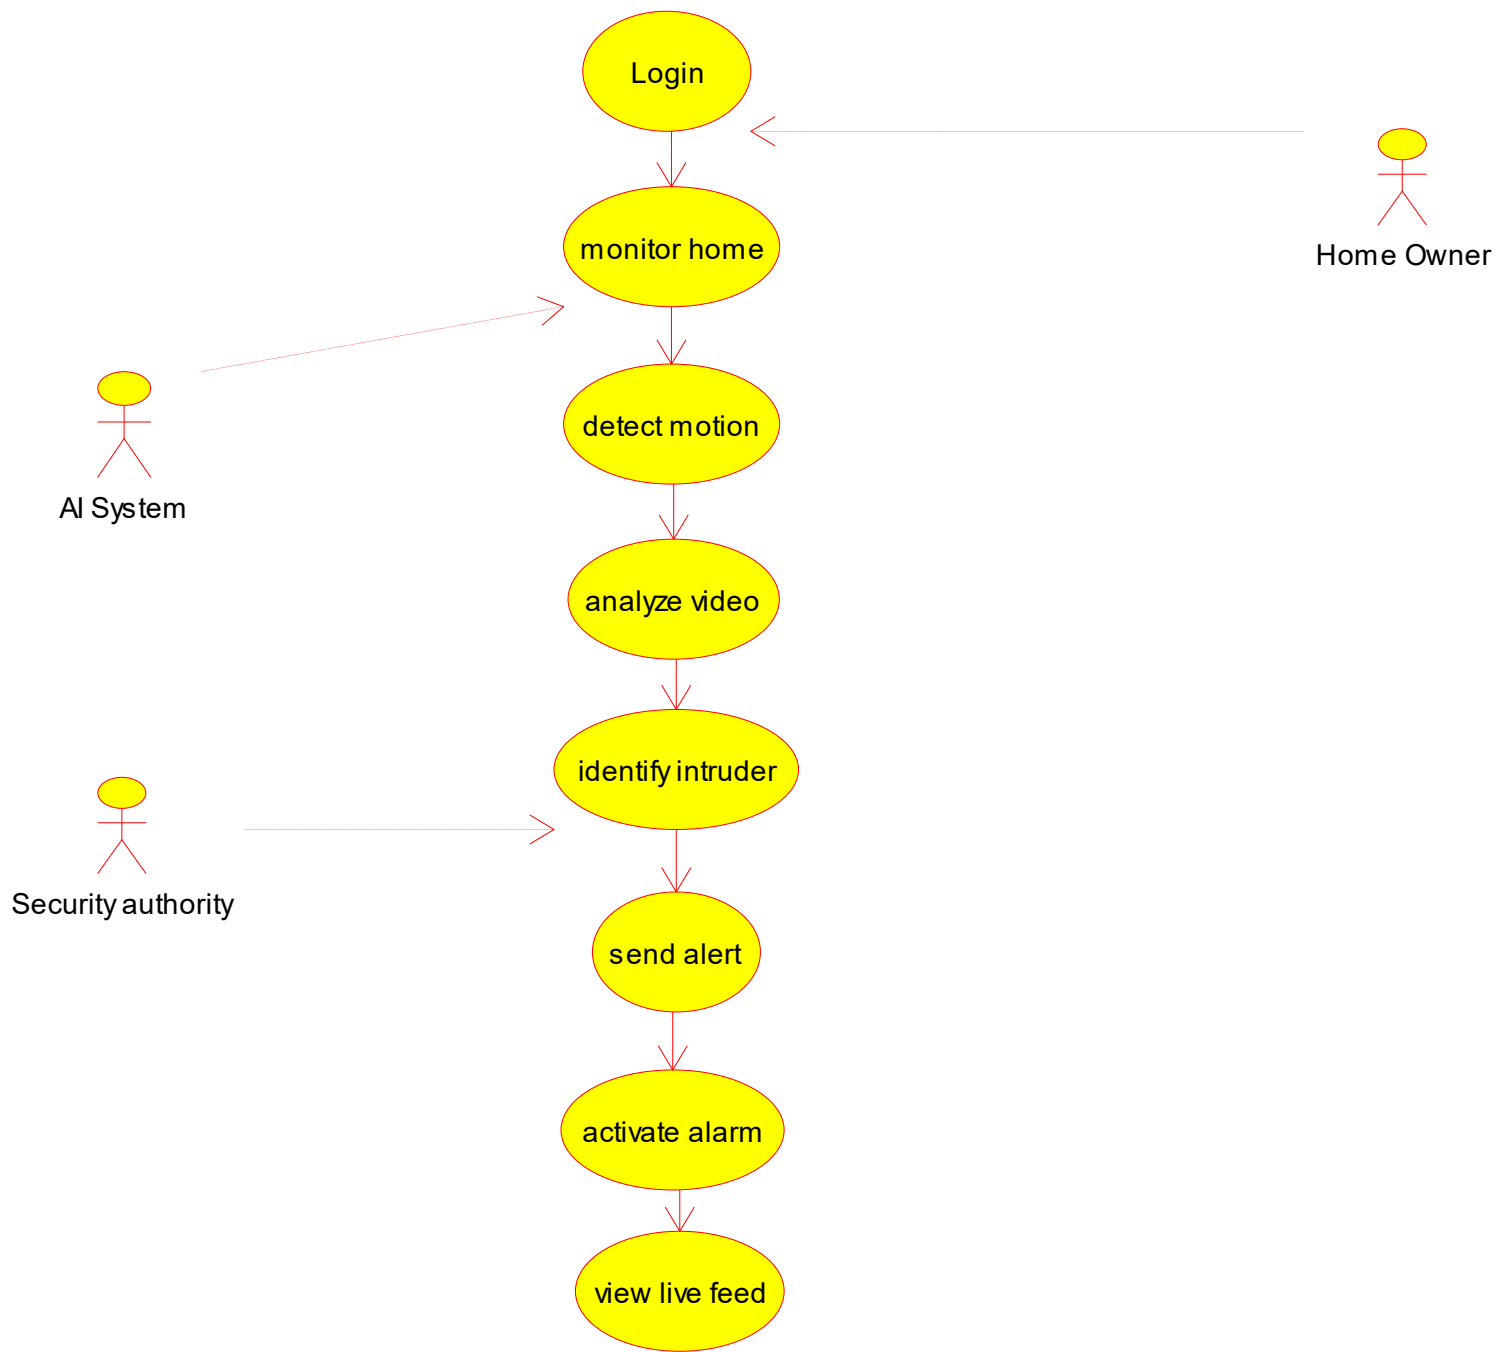 Login
monitor home
Home Owner
detect motion
AI System
analyze video
identify intruder
Security authority
send alert
activate alarm
view live feed